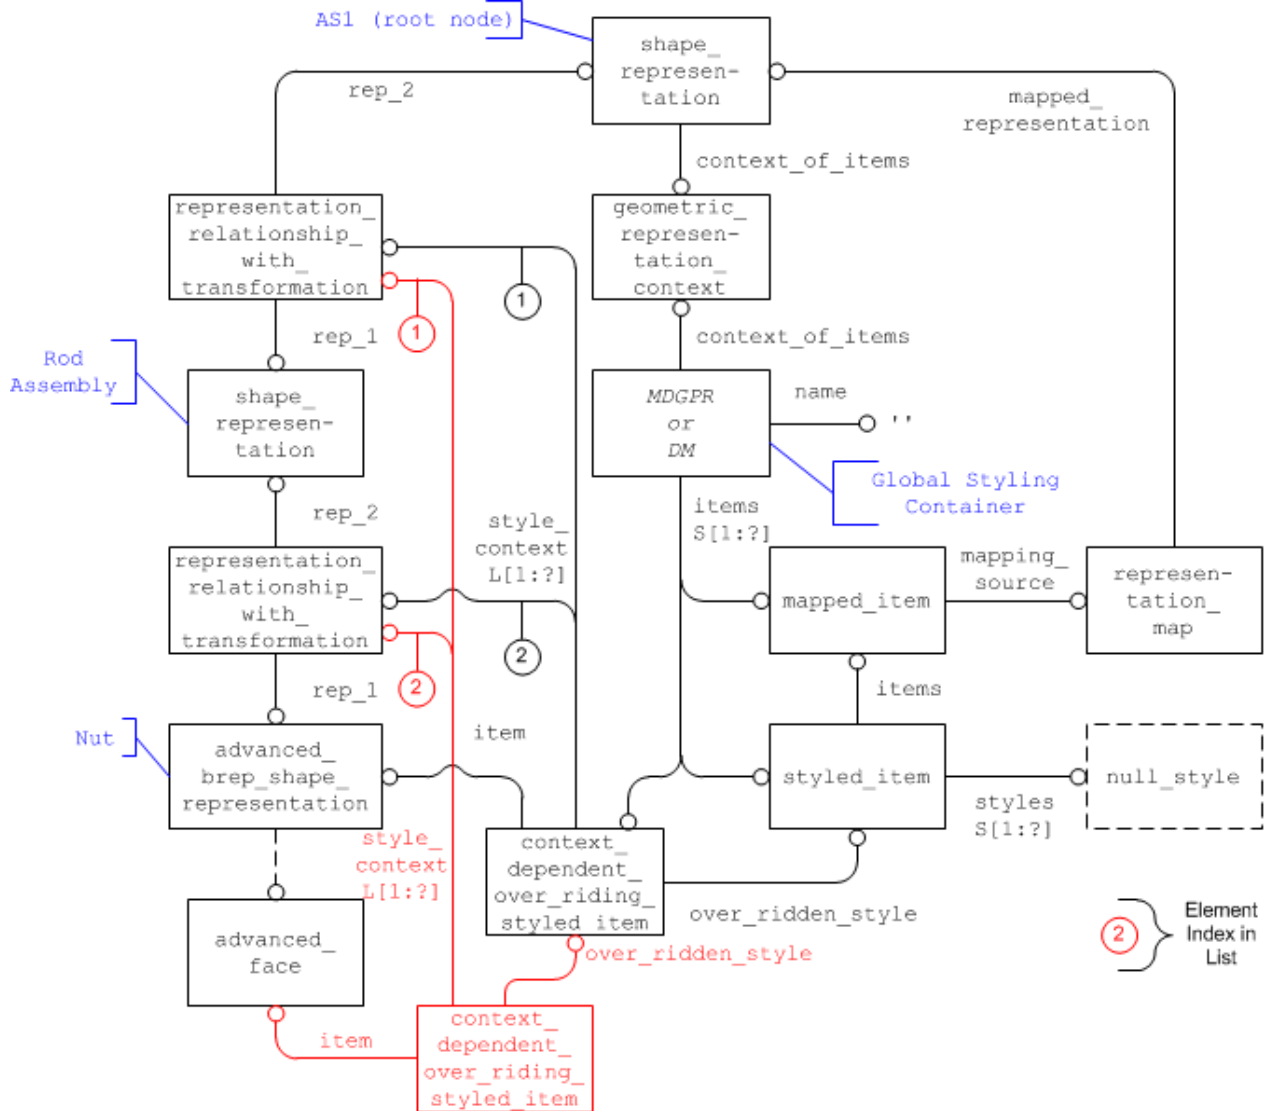 AS1 (root node)
shape_
represen-
tation
rep_2
mapped_
representation
context_of_items
representation_
relationship_
with_
transformation
geometric_
represen-
tation_
context
1
1
rep_1
context_of_items
Rod
Assembly
shape_
represen-
tation
MDGPR
or
DM
name
''
Global Styling
Container
rep_2
style_
context
L[1:?]
items
S[1:?]
representation_
relationship_
with_
transformation
mapped_item
mapping_
source
represen-
tation_
map
2
2
rep_1
items
Nut
advanced_
brep_shape_
representation
item
styled_item
styles
S[1:?]
null_style
style_
context
L[1:?]
context_
dependent_
over_riding_
styled_item
over_ridden_style
advanced_
face
over_ridden_style
2
Element
Index in
List
item
context_
dependent_
over_riding_
styled_item